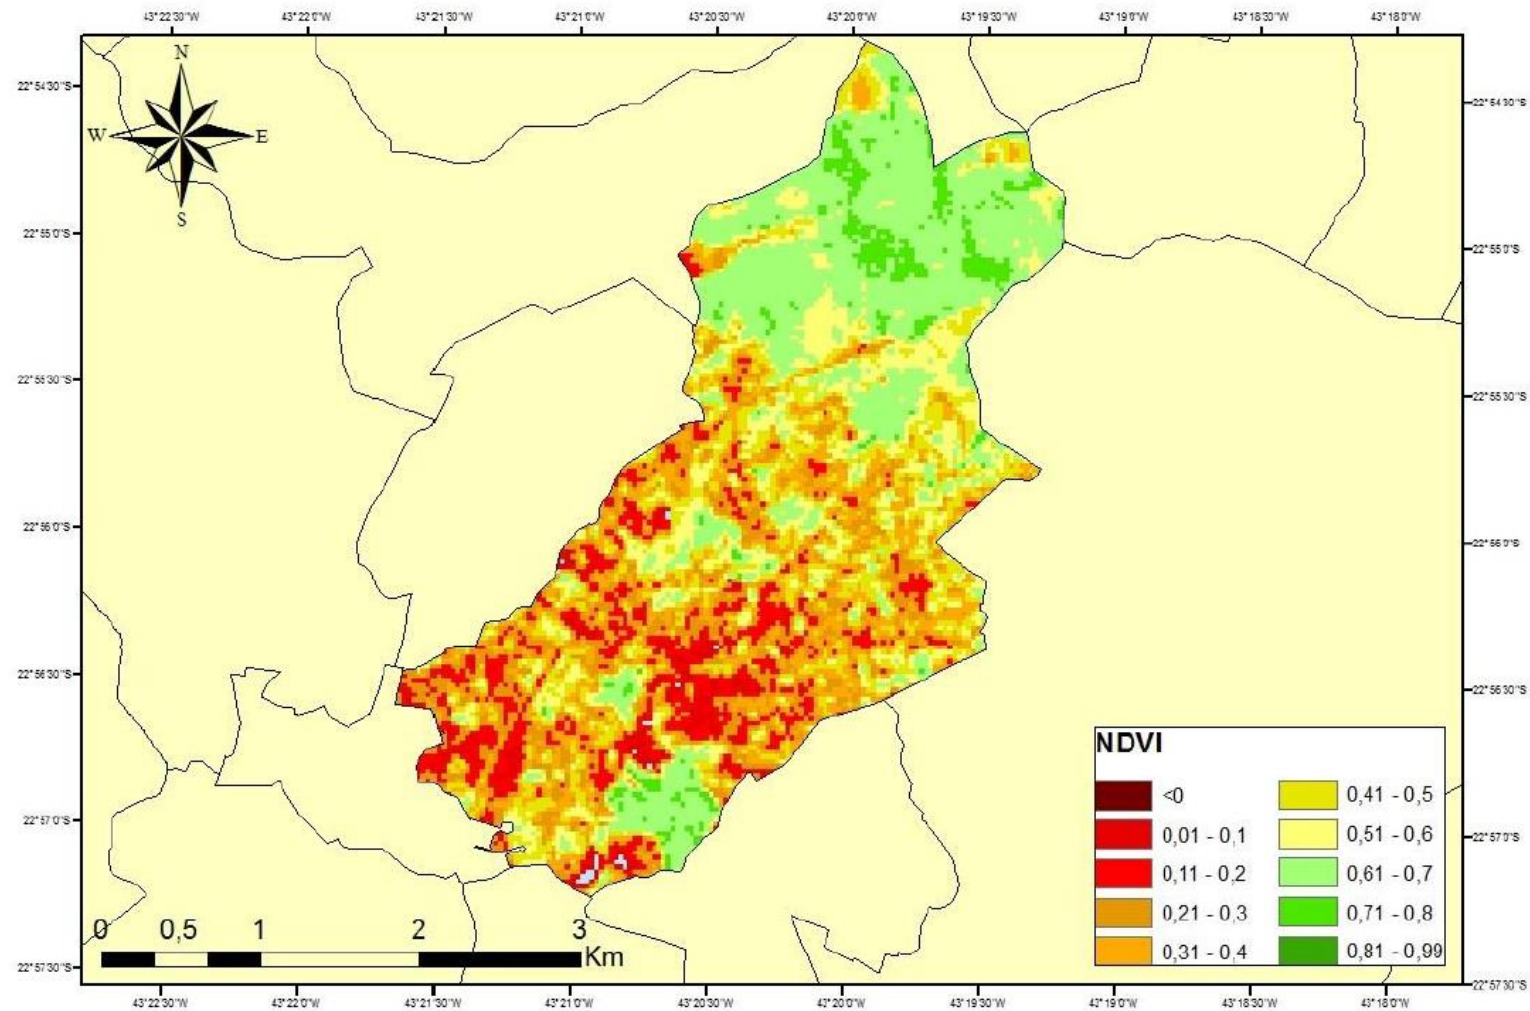 43°22'30"W 43°22'0"W 43°21'30"W 43°21'0"W 43°20'30"W 43°20'0"W 43°19'30"W 43°19'0"W 43°18'30"W 43°18'0"W
N
W E
S
22°54'30"S 22°54'30"S
22°55'0"S 22°55'0"S
22°55'30"S 22°55'30"S
22°56'0"S 22°56'0"S
22°56'30"S 22°56'30"S
22°57'0"S 22°57'0"S
22°57'30"S 22°57'30"S
NDVI
<0 0,41 - 0,5
0,01 - 0,1 0,51 - 0,6
0,11 - 0,2 0,61 - 0,7
0,21 - 0,3 0,71 - 0,8
0,31 - 0,4 0,81 - 0,99
0 0,5 1 2 3
Km
43°22'30"W 43°22'0"W 43°21'30"W 43°21'0"W 43°20'30"W 43°20'0"W 43°19'30"W 43°19'0"W 43°18'30"W 43°18'0"W